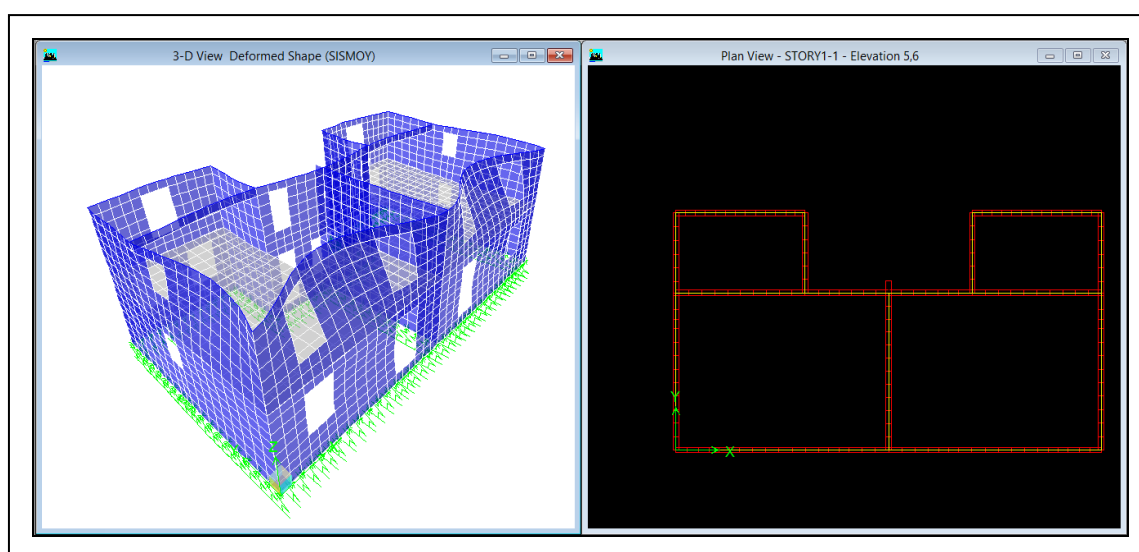 3-D View Deformed Shape (SISMOY)
Plan View - STORY1-1 - Elevation 5,6
Z
Y
X